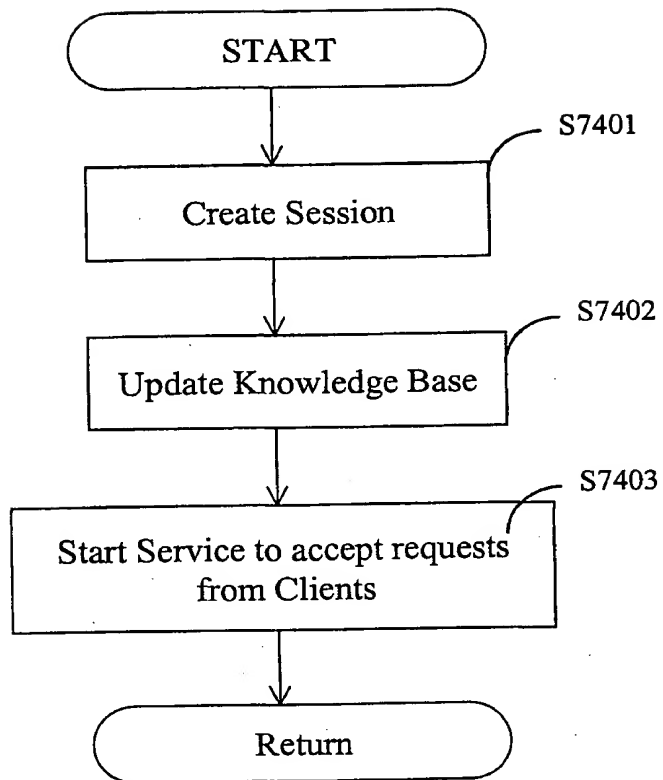 START
S7401
Create Session
S7402
Update Knowledge Base
S7403
Start Service to accept requests
from Clients
Return